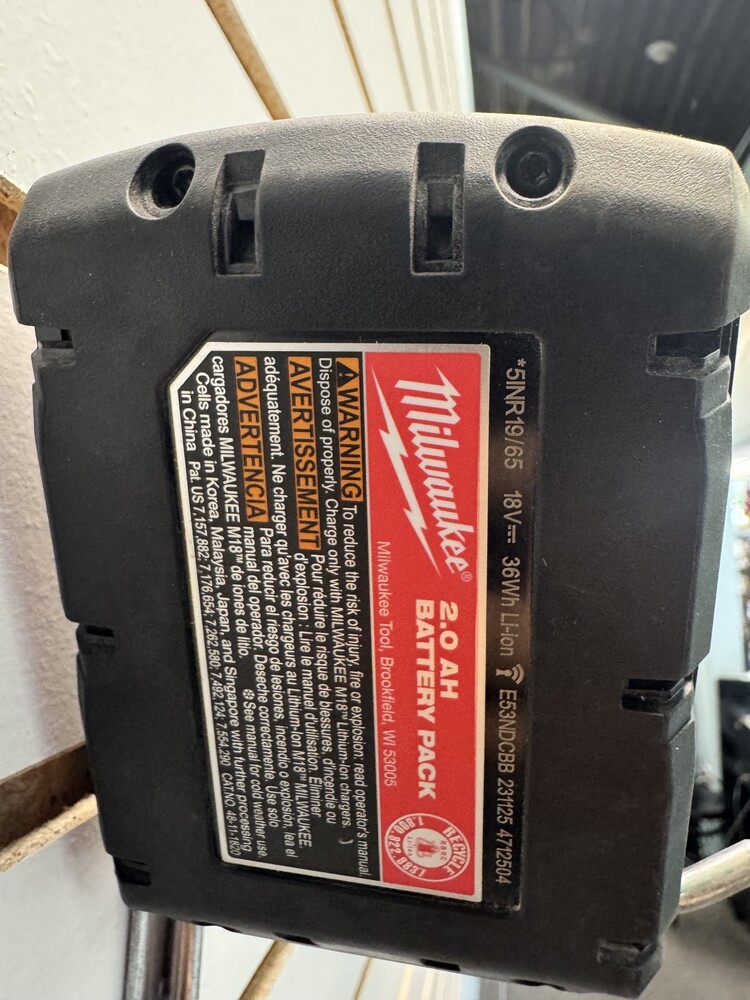 *5INR19/65 18V⎓ 36Wh Li-ion E53NDCBB 231125 4712504
Milwaukee®
2.0 AH
BATTERY PACK
Milwaukee Tool, Brookfield, WI 53005
RECYCLE
RBRC
Li-ion
1.800.822.8837
⚠WARNING To reduce the risk of injury, fire or explosion, read operator's manual.
Dispose of properly. Charge only with MILWAUKEE M18™ Lithium-Ion chargers.
AVERTISSEMENT Pour réduire le risque de blessures, d'incendie ou
d'explosion : Lire le manuel d'utilisation. Éliminer
adéquatement. Ne charger qu'avec les chargeurs au Lithium-Ion M18™ MILWAUKEE.
ADVERTENCIA Para reducir el riesgo de lesiones, incendio o explosión, lea el
manual del operador. Deseche correctamente. Use solo
cargadores MILWAUKEE M18™ de iones de litio. See manual for cold weather use.
Cells made in Korea, Malaysia, Japan, and Singapore with further processing
in China Pat. US 7,157,882; 7,176,654; 7,262,580; 7,492,124; 7,554,290 CAT.NO. 48-11-1820